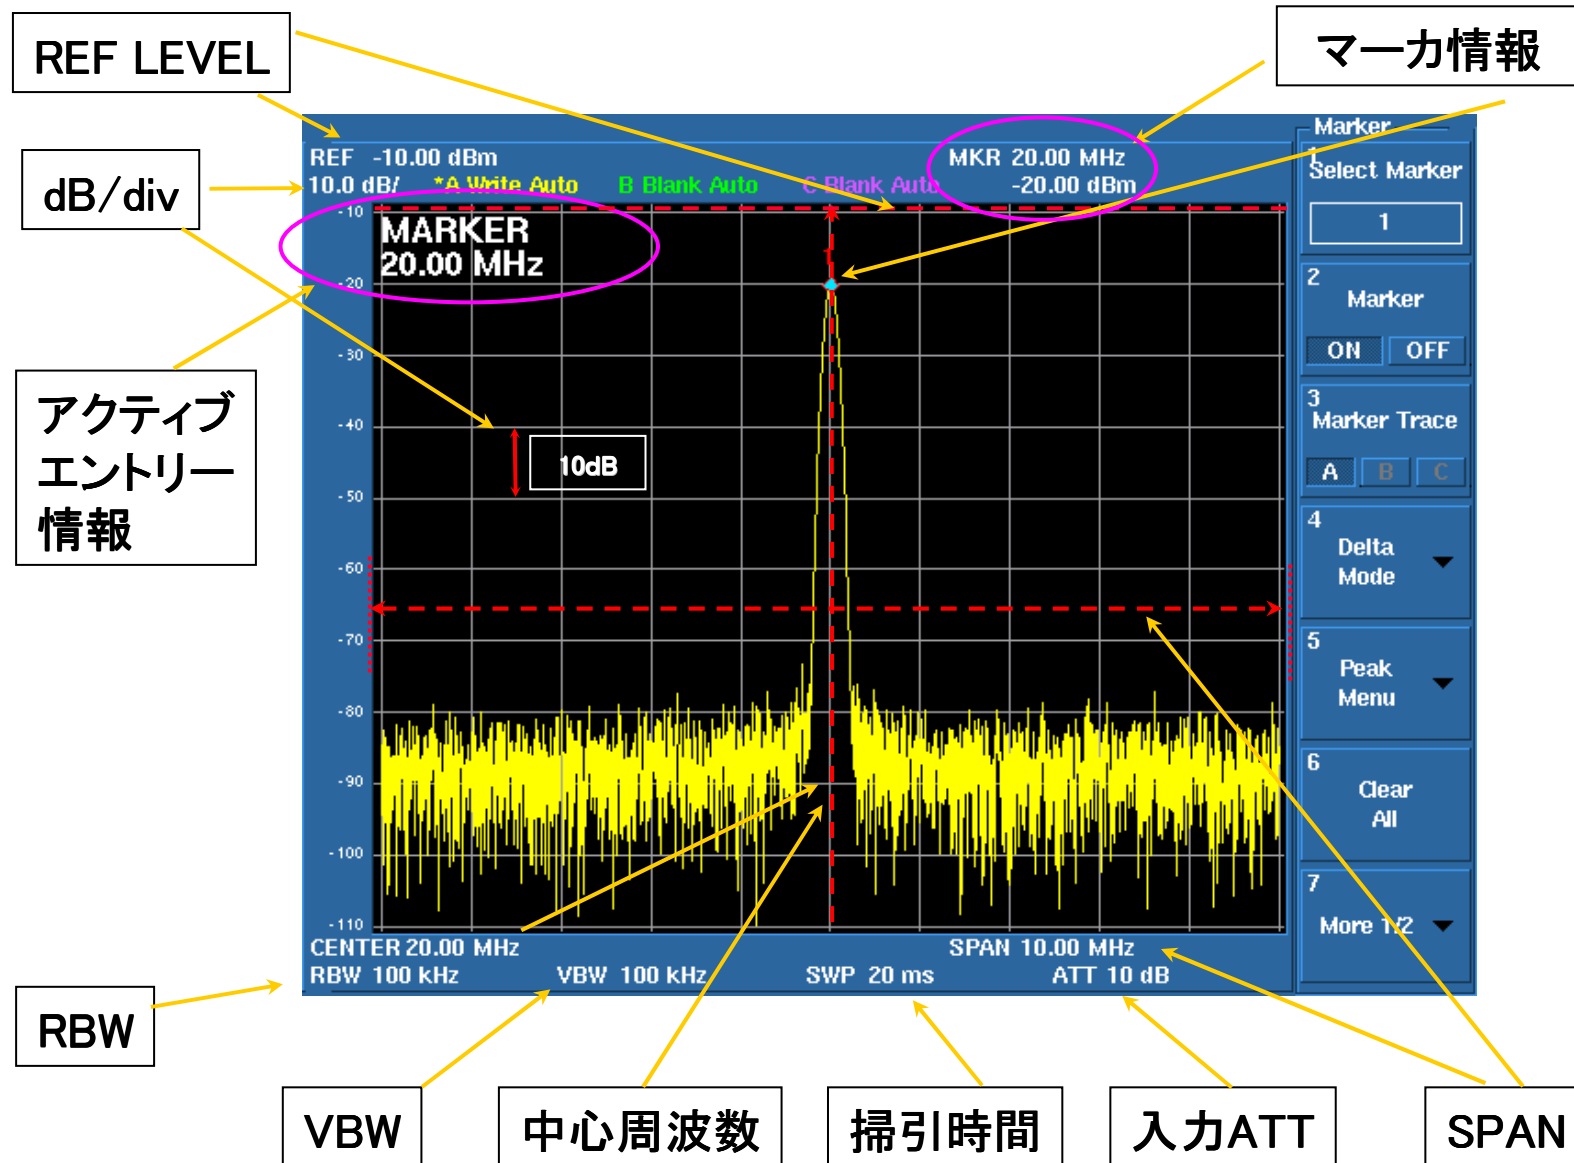 REF LEVEL
マーカ情報
dB/div
アクティブ
エントリー
情報
REF -10.00 dBm
10.0 dB/ *A Write Auto B Blank Auto C Blank Auto
MKR 20.00 MHz
-20.00 dBm
MARKER
20.00 MHz
-10
-20
-30
-40
-50
-60
-70
-80
-90
-100
-110
10dB
CENTER 20.00 MHz
SPAN 10.00 MHz
RBW 100 kHz VBW 100 kHz SWP 20 ms ATT 10 dB
Marker
1
Select Marker
1
2
Marker
ON OFF
3
Marker Trace
A B C
4
Delta
Mode
5
Peak
Menu
6
Clear
All
7
More 1/2
RBW
VBW
中心周波数
掃引時間
入力ATT
SPAN